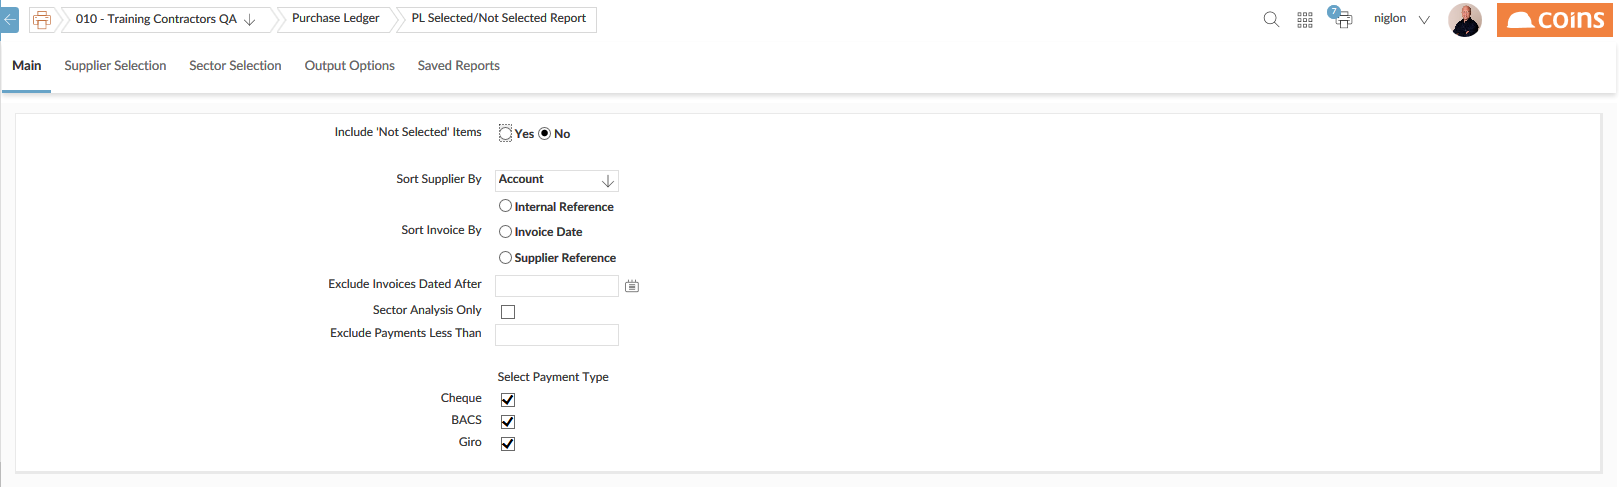 010 - Training Contractors QA
Purchase Ledger
PL Selected/Not Selected Report
7
niglon
coins
Main
Supplier Selection
Sector Selection
Output Options
Saved Reports
Include 'Not Selected' Items
Yes
No
Sort Supplier By
Account
Internal Reference
Sort Invoice By
Invoice Date
Supplier Reference
Exclude Invoices Dated After
Sector Analysis Only
Exclude Payments Less Than
Select Payment Type
Cheque
BACS
Giro